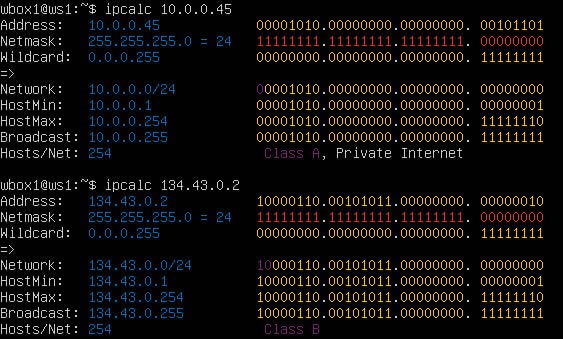 wbox1@ws1:~$ ipcalc 10.0.0.45
Address:   10.0.0.45            00001010.00000000.00000000. 00101101
Netmask:   255.255.255.0 = 24   11111111.11111111.11111111. 00000000
Wildcard:  0.0.0.255            00000000.00000000.00000000. 11111111
=>
Network:   10.0.0.0/24          00001010.00000000.00000000. 00000000
HostMin:   10.0.0.1             00001010.00000000.00000000. 00000001
HostMax:   10.0.0.254           00001010.00000000.00000000. 11111110
Broadcast: 10.0.0.255           00001010.00000000.00000000. 11111111
Hosts/Net: 254                   Class A, Private Internet
wbox1@ws1:~$ ipcalc 134.43.0.2
Address:   134.43.0.2           10000110.00101011.00000000. 00000010
Netmask:   255.255.255.0 = 24   11111111.11111111.11111111. 00000000
Wildcard:  0.0.0.255            00000000.00000000.00000000. 11111111
=>
Network:   134.43.0.0/24        10000110.00101011.00000000. 00000000
HostMin:   134.43.0.1           10000110.00101011.00000000. 00000001
HostMax:   134.43.0.254         10000110.00101011.00000000. 11111110
Broadcast: 134.43.0.255         10000110.00101011.00000000. 11111111
Hosts/Net: 254                   Class B